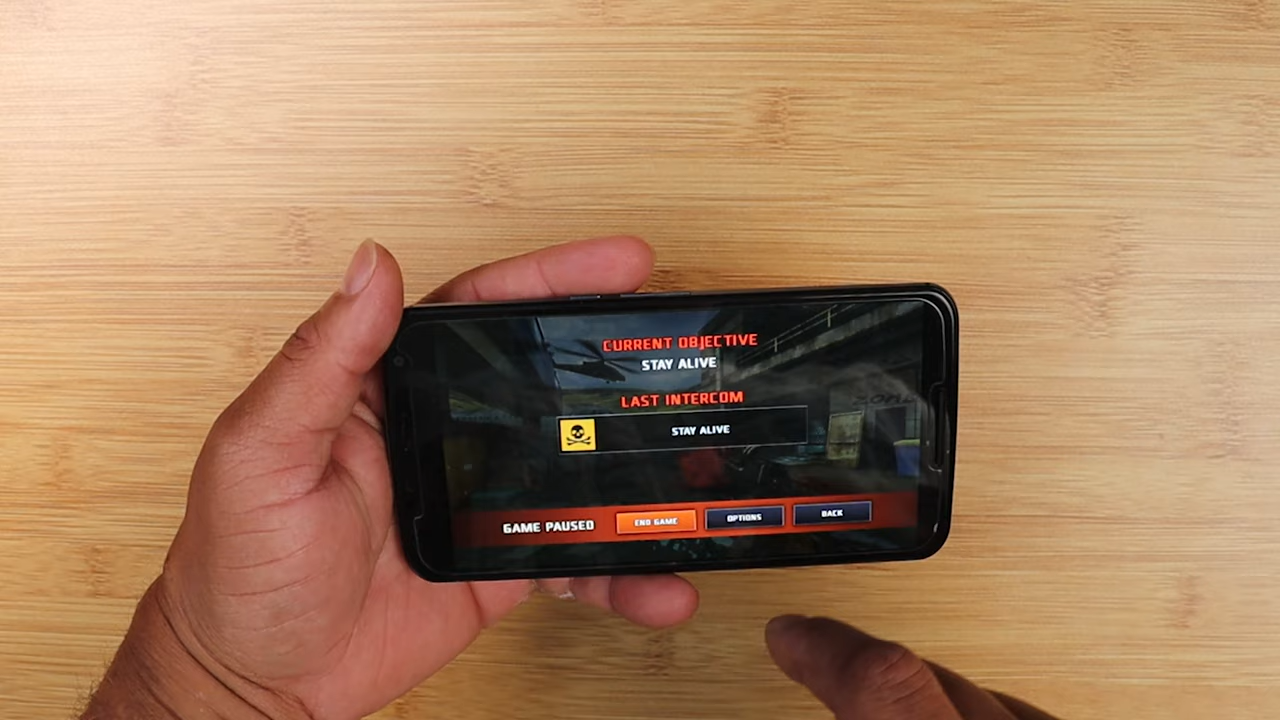 CURRENT OBJECTIVE
STAY ALIVE
LAST INTERCOM
STAY ALIVE
GAME PAUSED
END GAME
OPTIONS
BACK